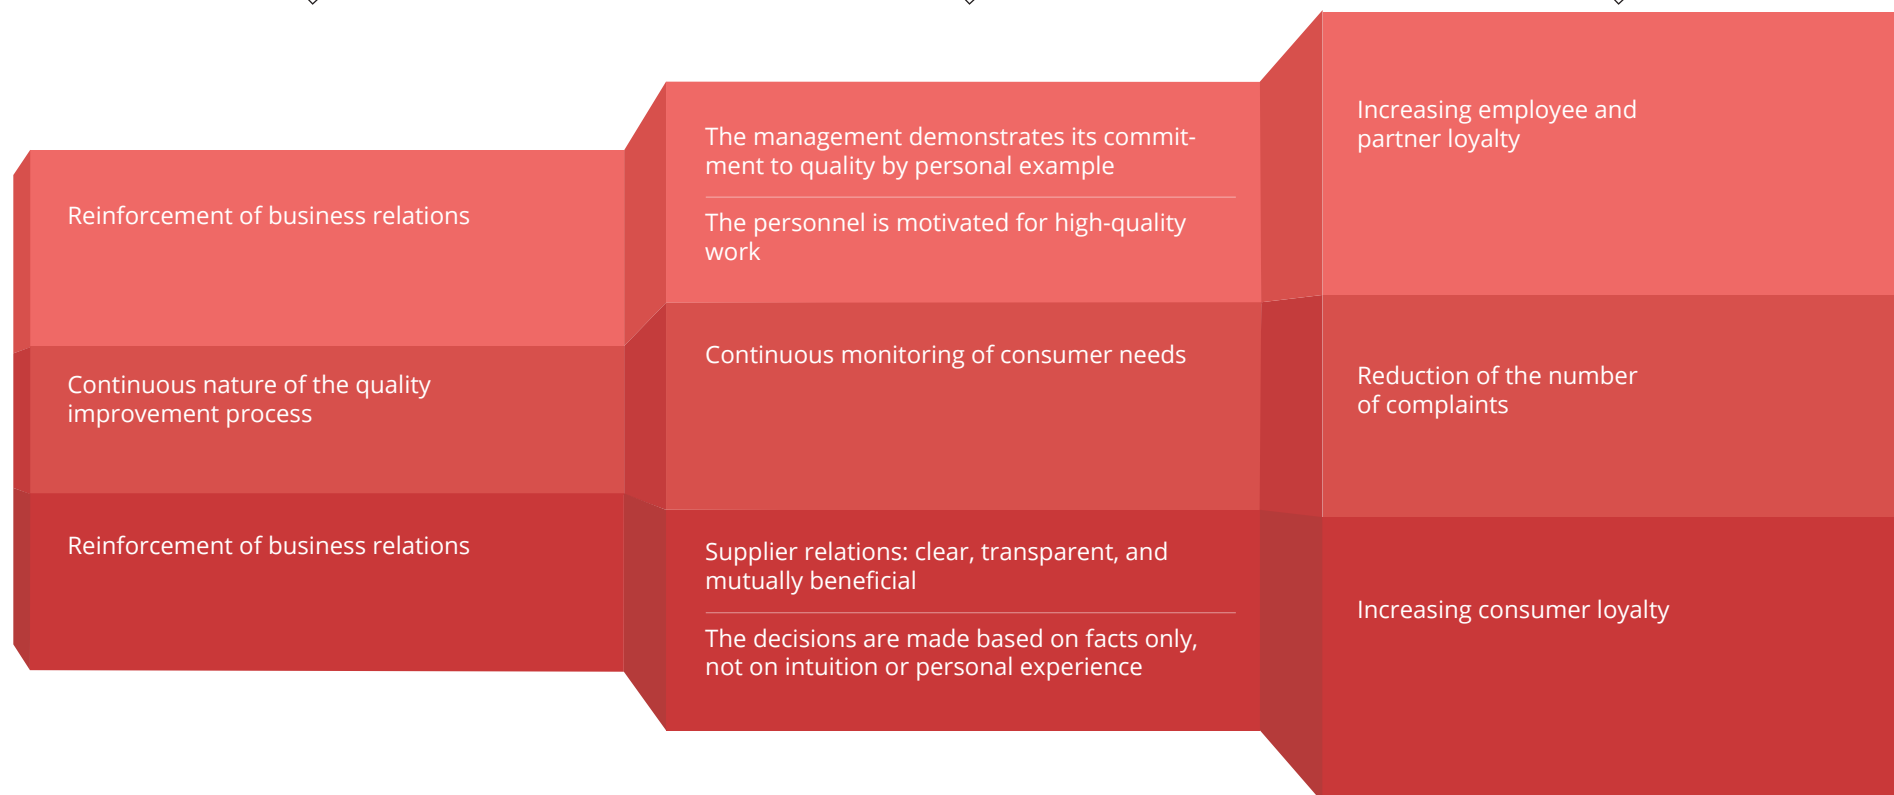 Reinforcement of business relations
Continuous nature of the quality
improvement process
Reinforcement of business relations
The management demonstrates its commit-
ment to quality by personal example
The personnel is motivated for high-quality
work
Continuous monitoring of consumer needs
Supplier relations: clear, transparent, and
mutually beneficial
The decisions are made based on facts only,
not on intuition or personal experience
Increasing employee and
partner loyalty
Reduction of the number
of complaints
Increasing consumer loyalty